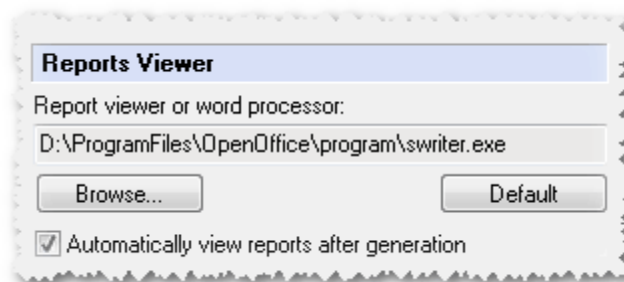 Reports Viewer
Report viewer or word processor:
D:\ProgramFiles\OpenOffice\program\swriter.exe
Browse... Default
Automatically view reports after generation